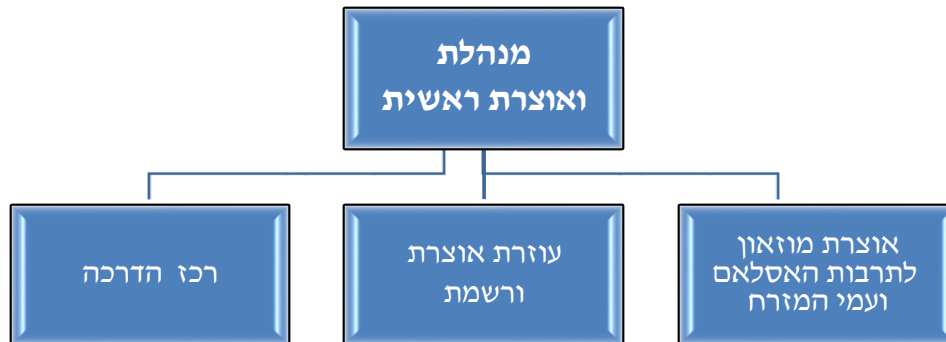 מנהלת
ואוצרת ראשית
אוצרת מוזאון
לתרבות האסלאם
ועמי המזרח
עוזרת אוצרת
ורשמת
רכז הדרכה